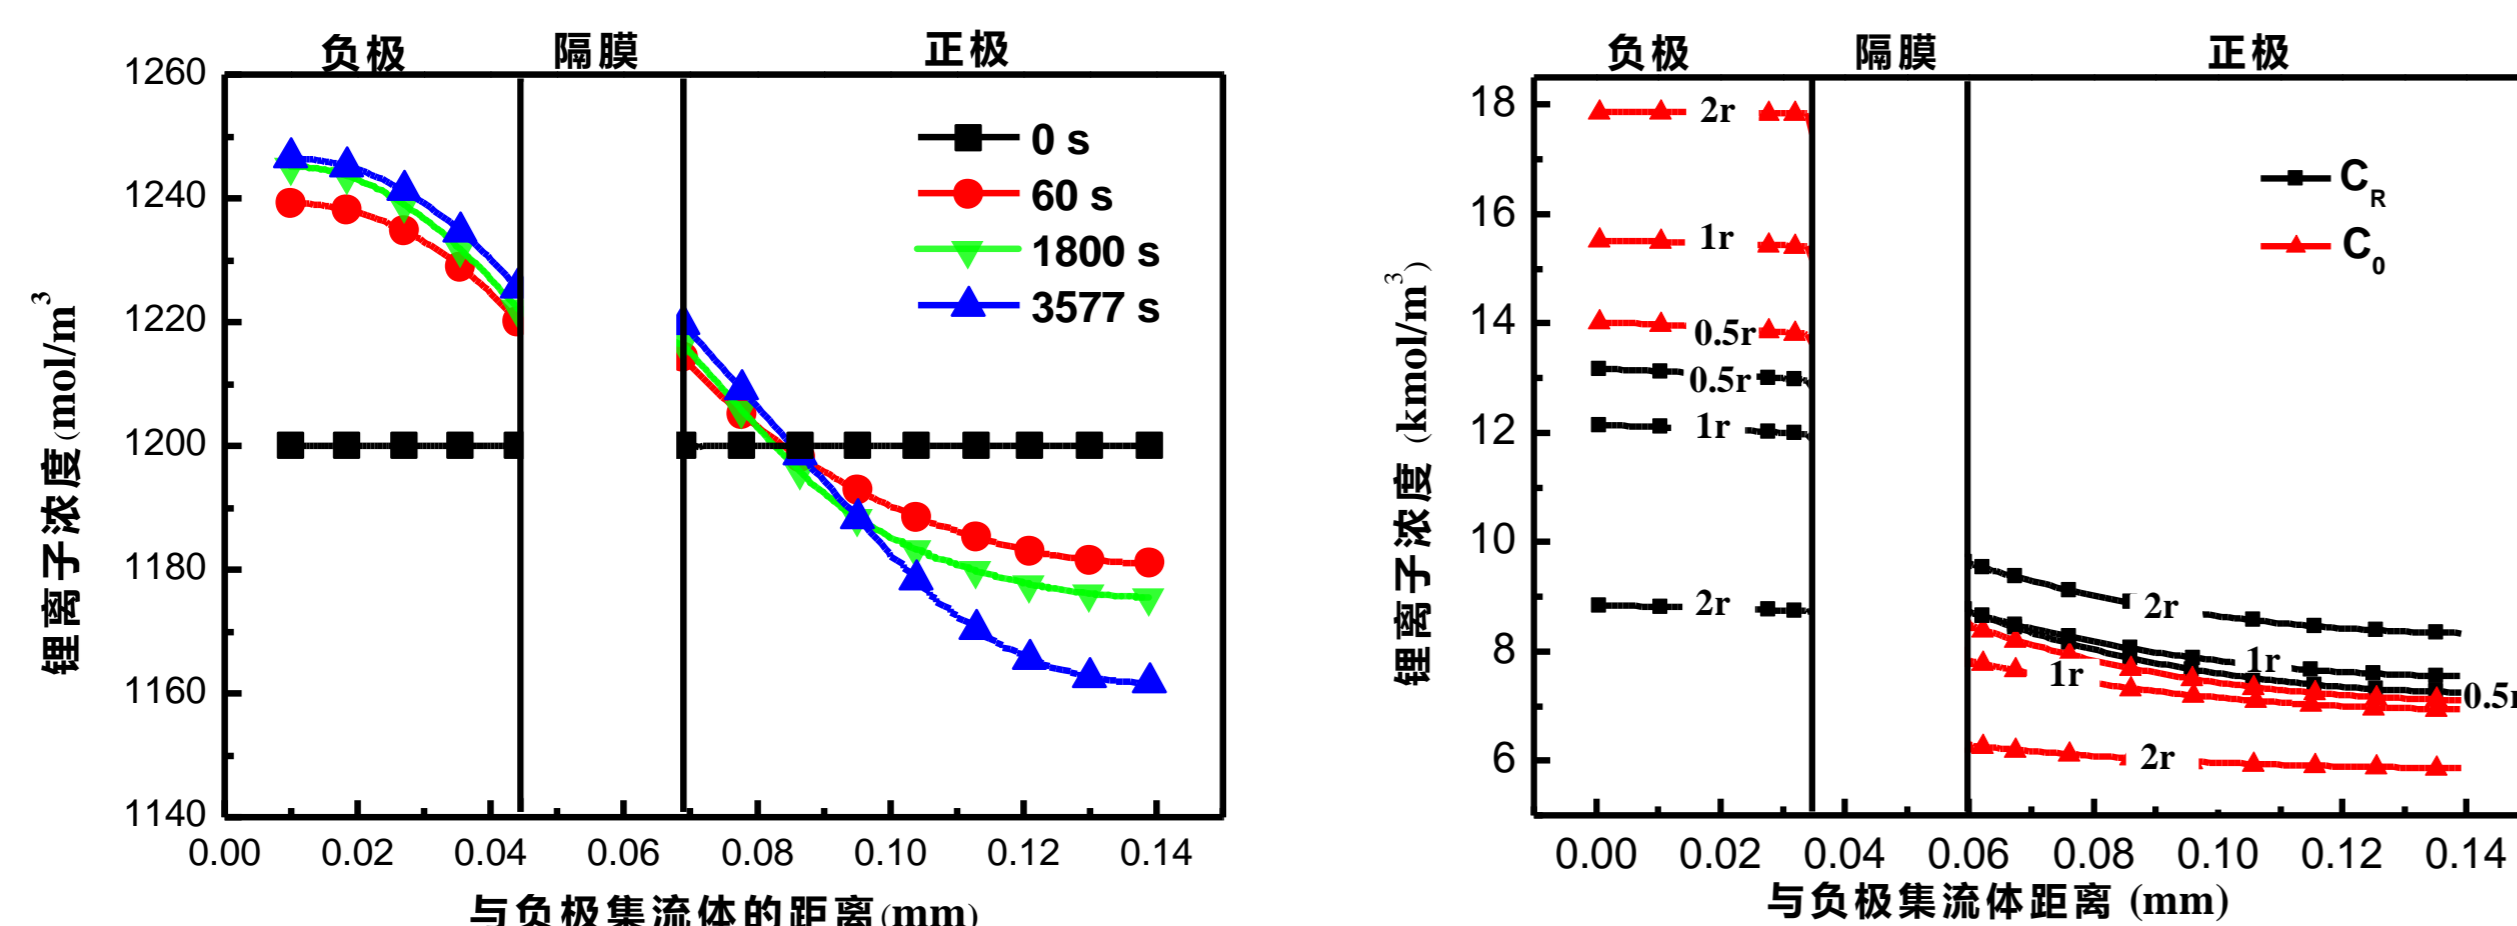 负极 隔膜 正极
1260
1240
1220
1200
1180
1160
1140
0 s
60 s
1800 s
3577 s
锂离子浓度(mol/m³
0.00 0.02 0.04 0.06 0.08 0.10 0.12 0.14
与负极集流体的距离(mm)
负极 隔膜 正极
18
16
14
12
10
8
6
2r
1r
0.5r
0.5r
1r
2r
C_R
C_0
2r
1r
1r
0.5r
2r
锂离子浓度 (kmol/m³)
0.00 0.02 0.04 0.06 0.08 0.10 0.12 0.14
与负极集流体距离 (mm)